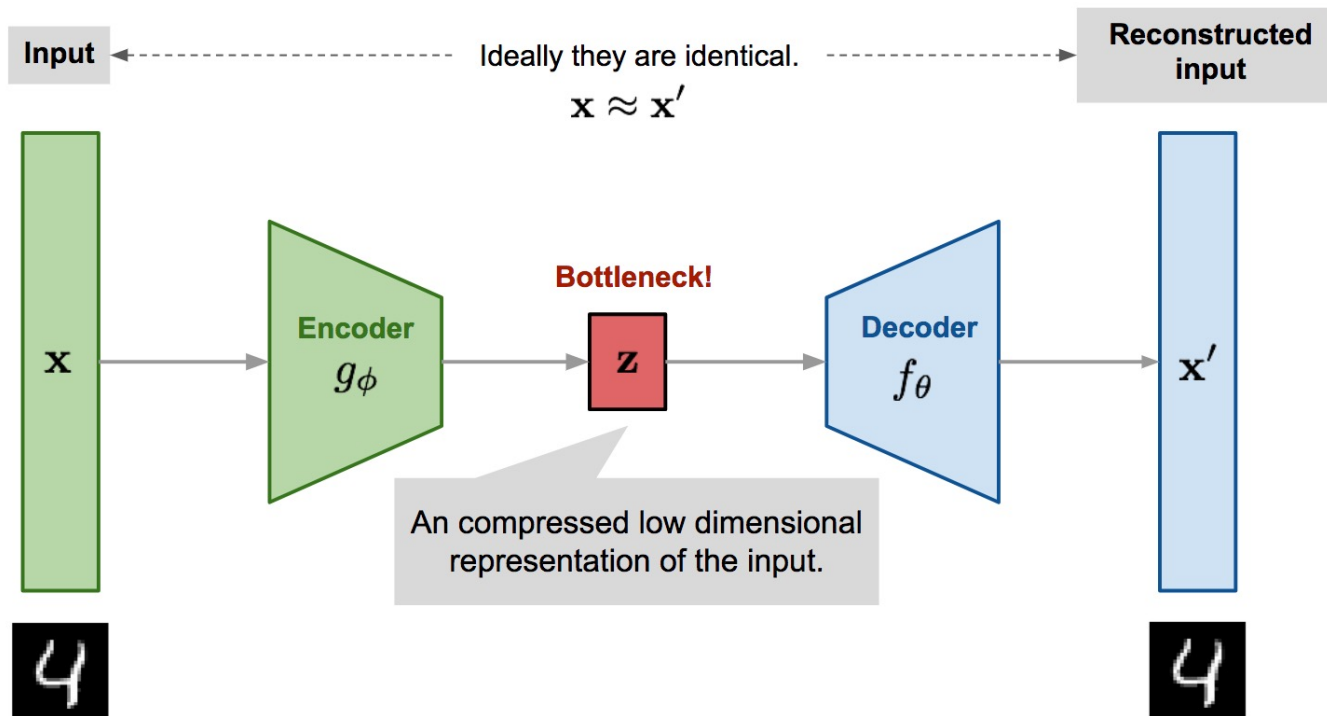 Input
Ideally they are identical.
x ≈ x′
Reconstructed
input
Bottleneck!
x
Encoder
gϕ
z
Decoder
fθ
x′
An compressed low dimensional
representation of the input.
4
4